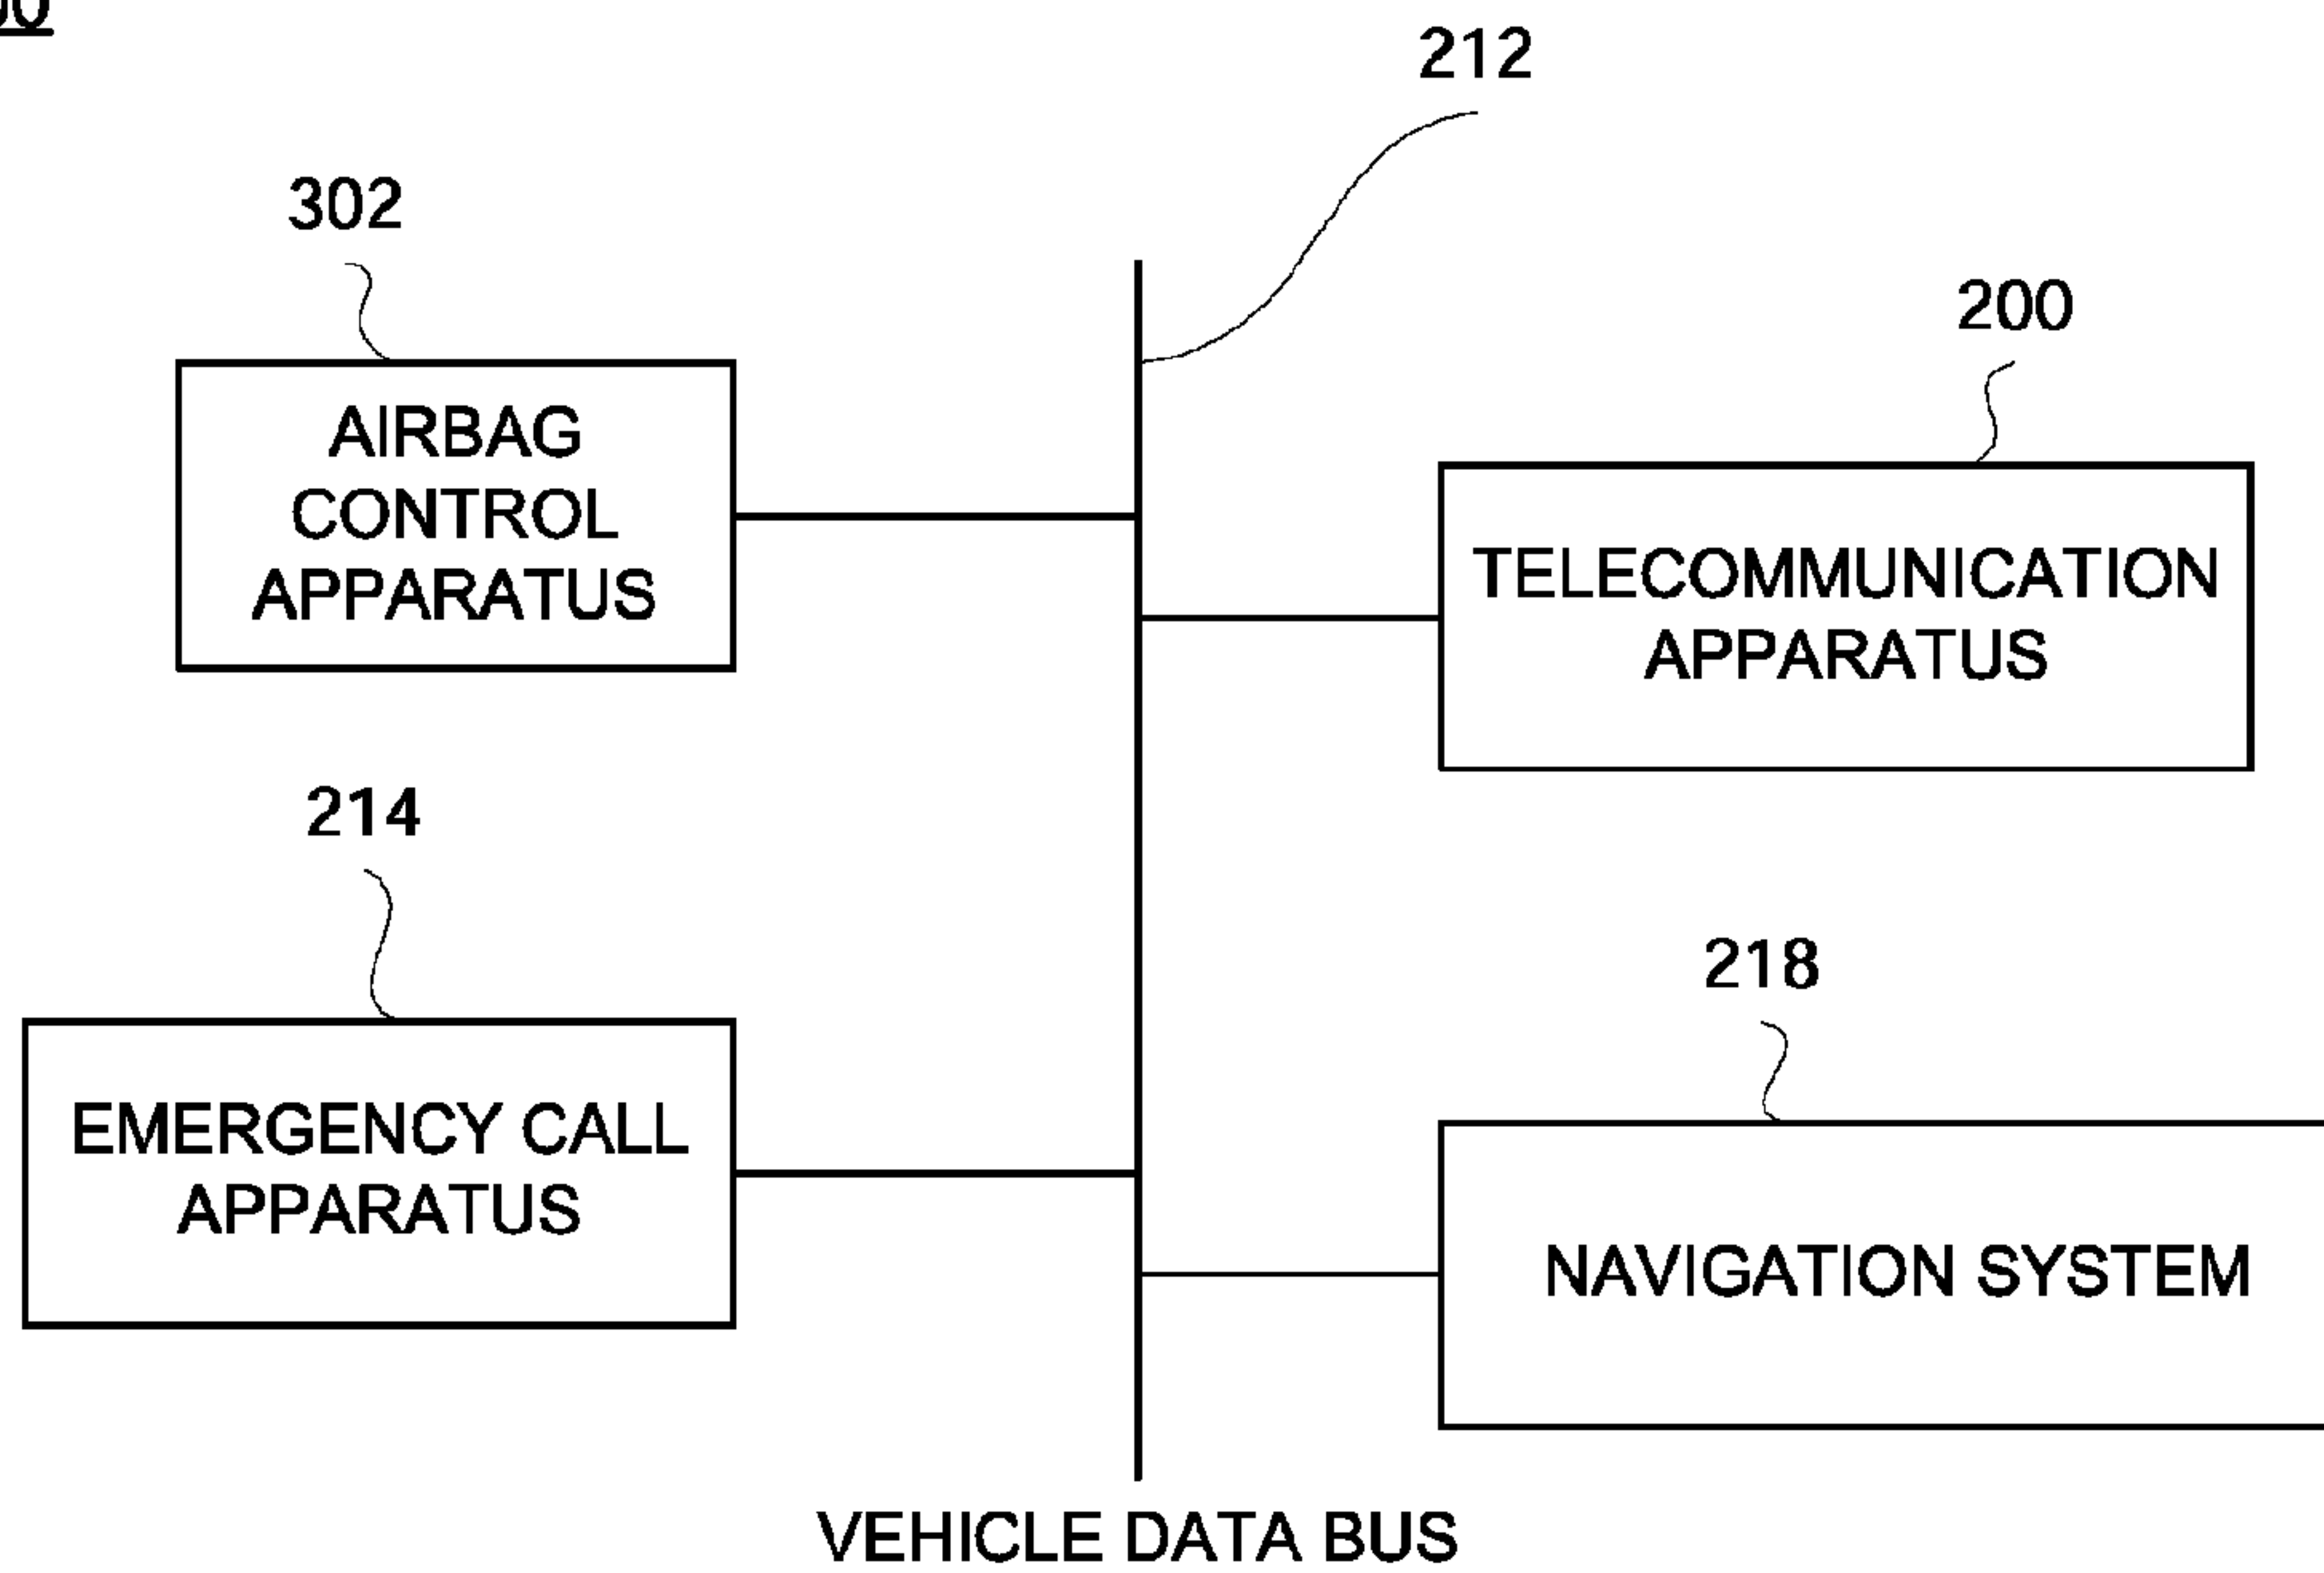 212
302
200
AIRBAG
CONTROL
APPARATUS
TELECOMMUNICATION
APPARATUS
214
218
EMERGENCY CALL
APPARATUS
NAVIGATION SYSTEM
VEHICLE DATA BUS